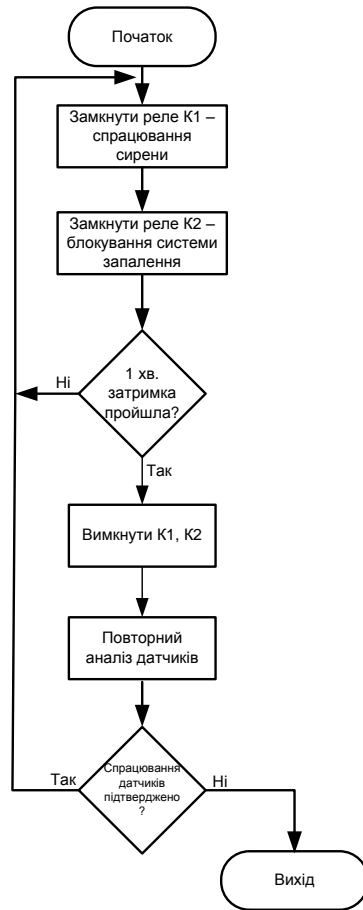 Початок
Замкнути реле К1 –
спрацювання
сирени
Замкнути реле К2 –
блокування системи
запалення
Ні
1 хв.
затримка
пройшла?
Так
Вимкнути К1, К2
Повторний
аналіз датчиків
Так
Спрацювання
датчиків
підтверджено
?
Ні
Вихід